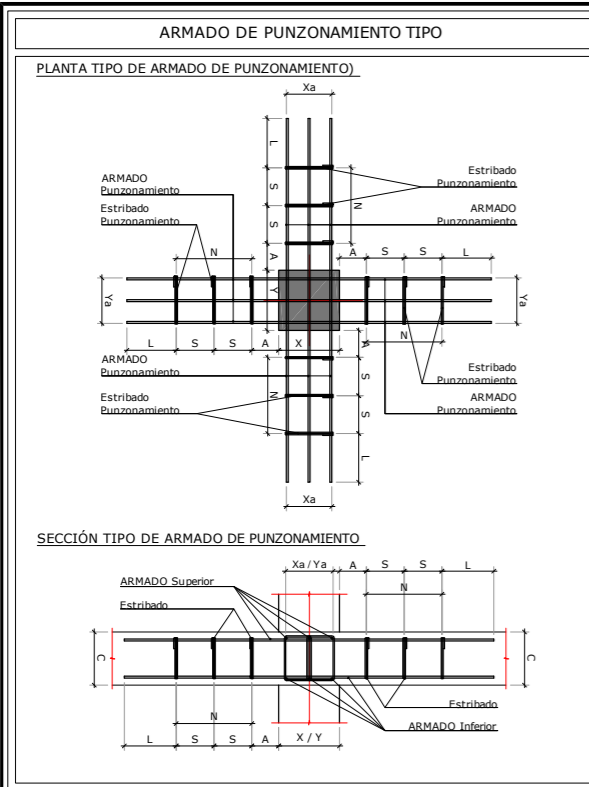 ARMADO DE PUNZONAMIENTO TIPO
PLANTA TIPO DE ARMADO DE PUNZONAMIENTO)
Xa
L
ARMADO
Punzonamiento
Estribado
Punzonamiento
S
N
Estribado
Punzonamiento
S
ARMADO
Punzonamiento
N
A
A
S
S
L
Ya
Y
Ya
L
S
S
A
X
A
N
ARMADO
Punzonamiento
S
Estribado
Punzonamiento
Estribado
Punzonamiento
N
S
ARMADO
Punzonamiento
L
Xa
SECCIÓN TIPO DE ARMADO DE PUNZONAMIENTO
Xa / Ya
A
S
S
L
ARMADO Superior
N
Estribado
C
C
Estribado
N
ARMADO Inferior
L
S
S
A
X / Y